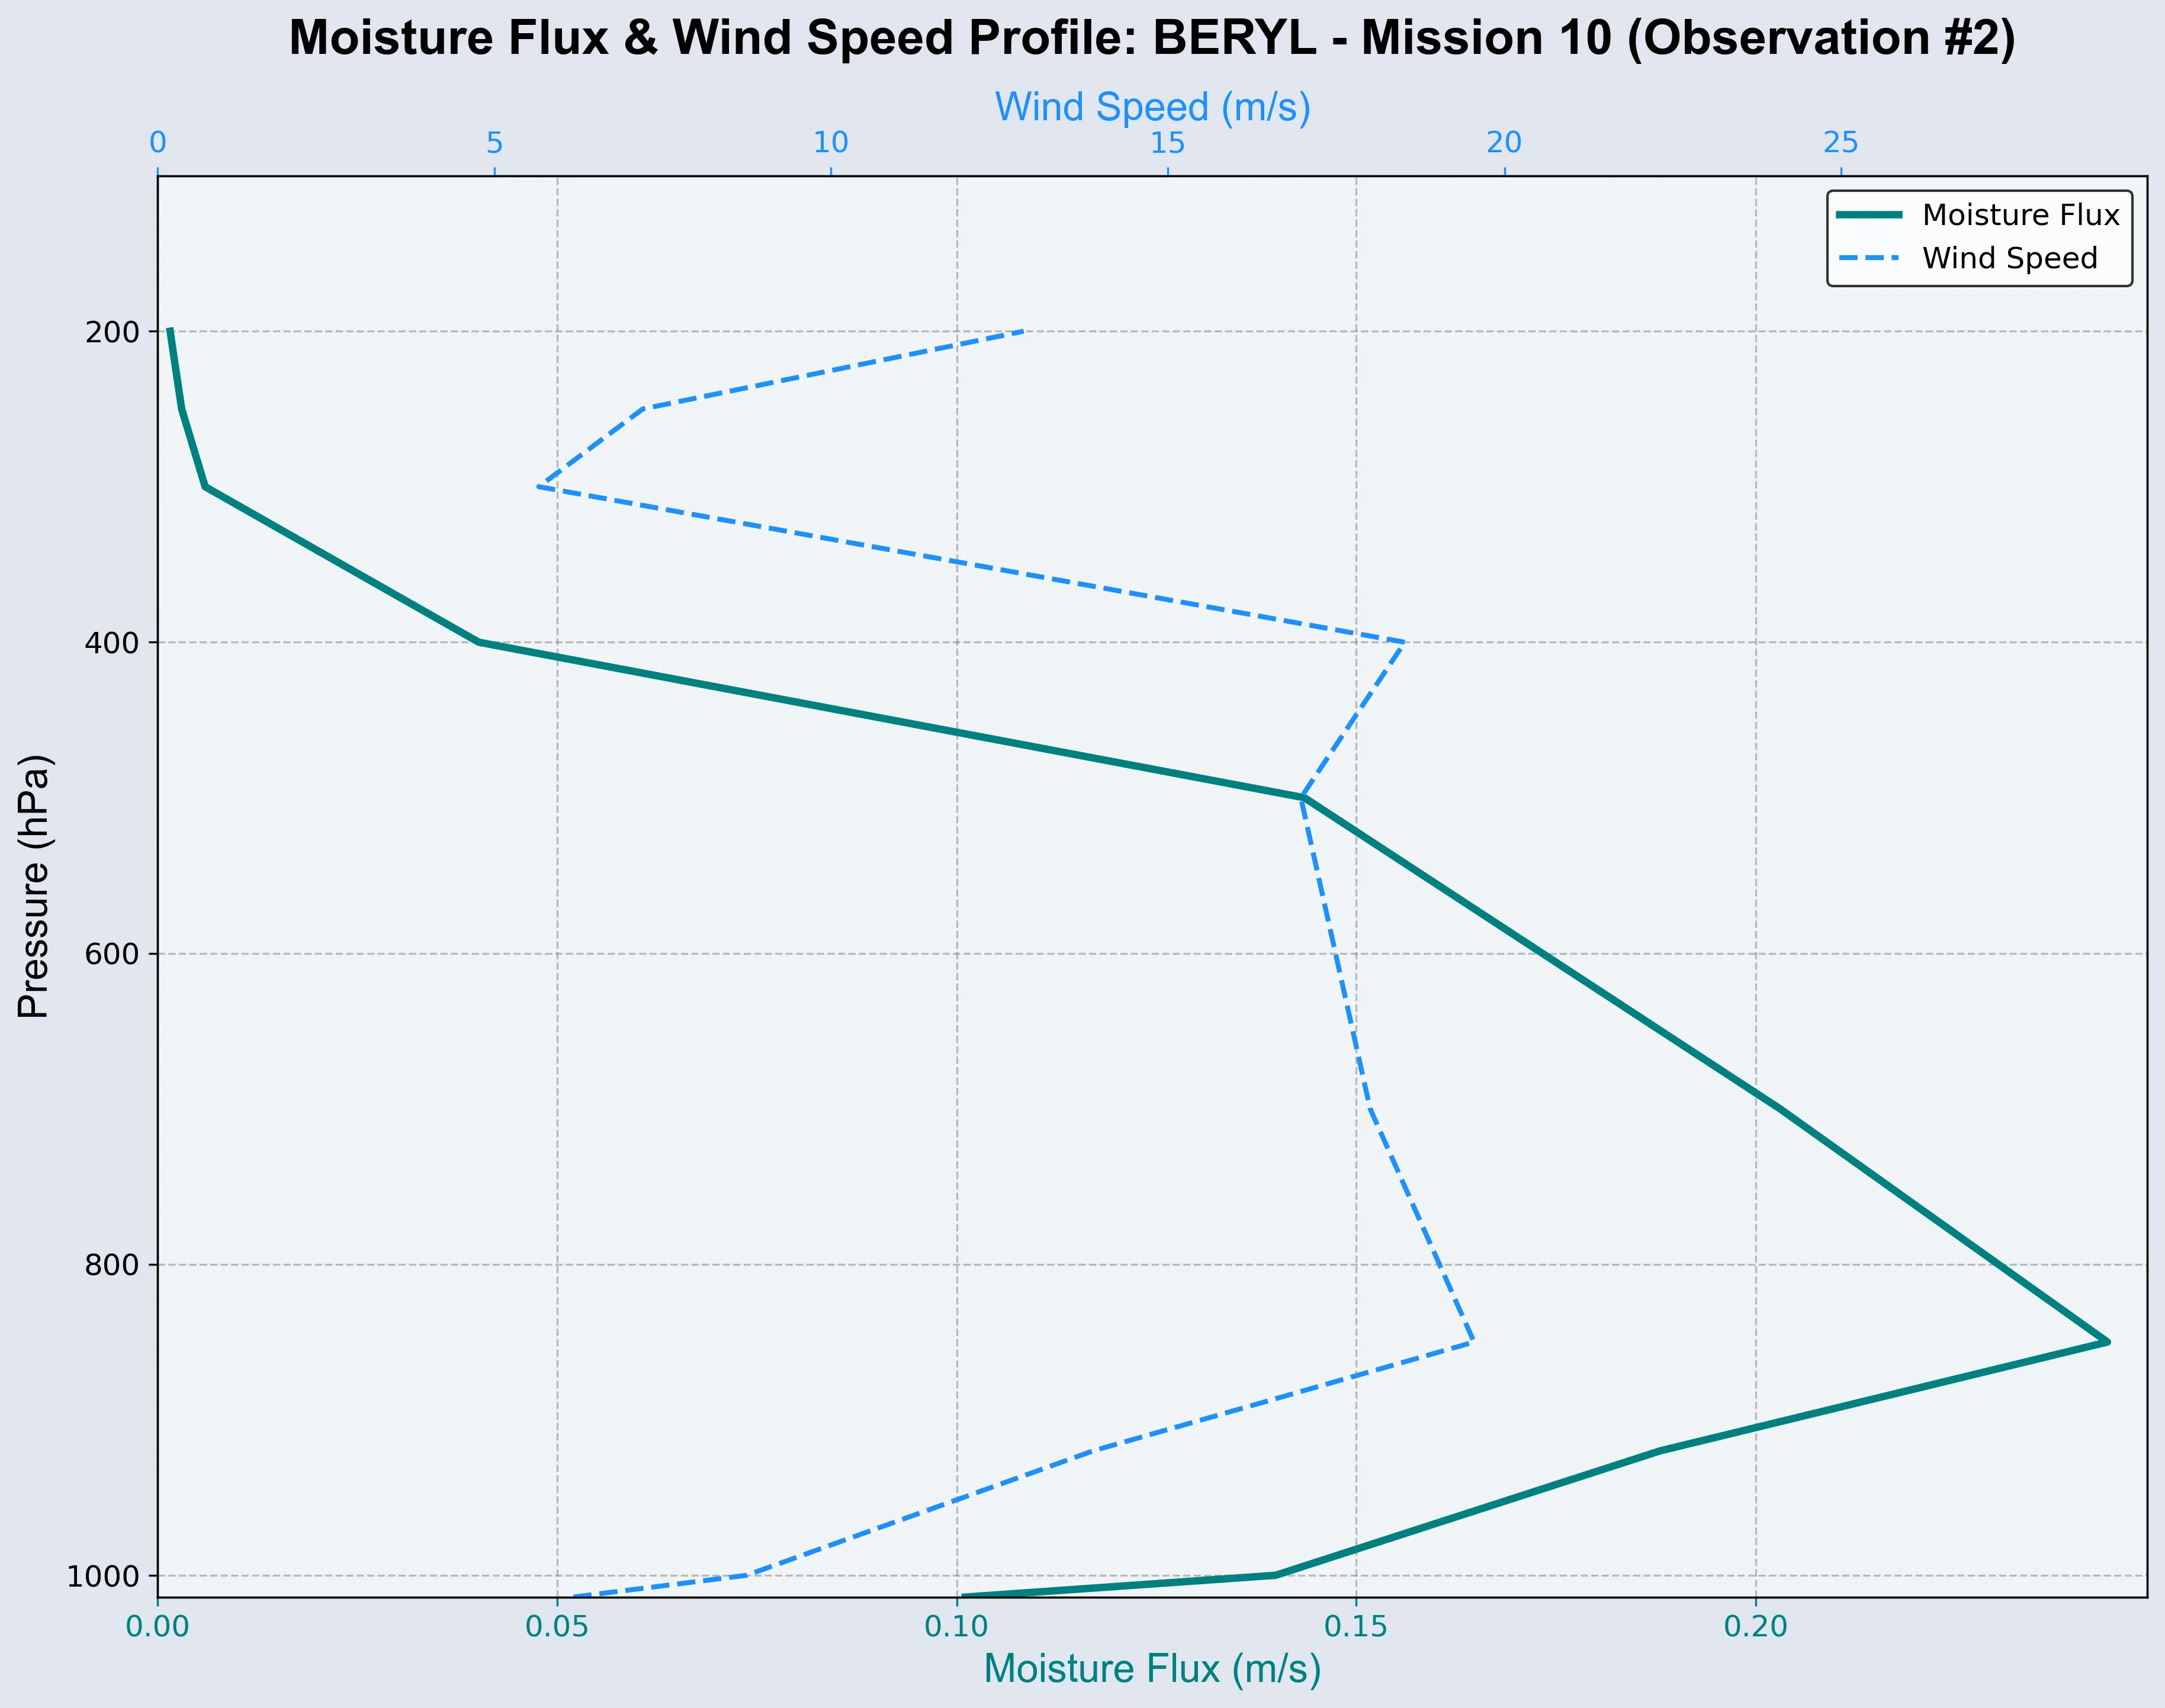 Moisture Flux & Wind Speed Profile: BERYL - Mission 10 (Observation #2)
Wind Speed (m/s)
0 5 10 15 20 25
Moisture Flux
Wind Speed
200
400
600
800
1000
Pressure (hPa)
0.00 0.05 0.10 0.15 0.20
Moisture Flux (m/s)